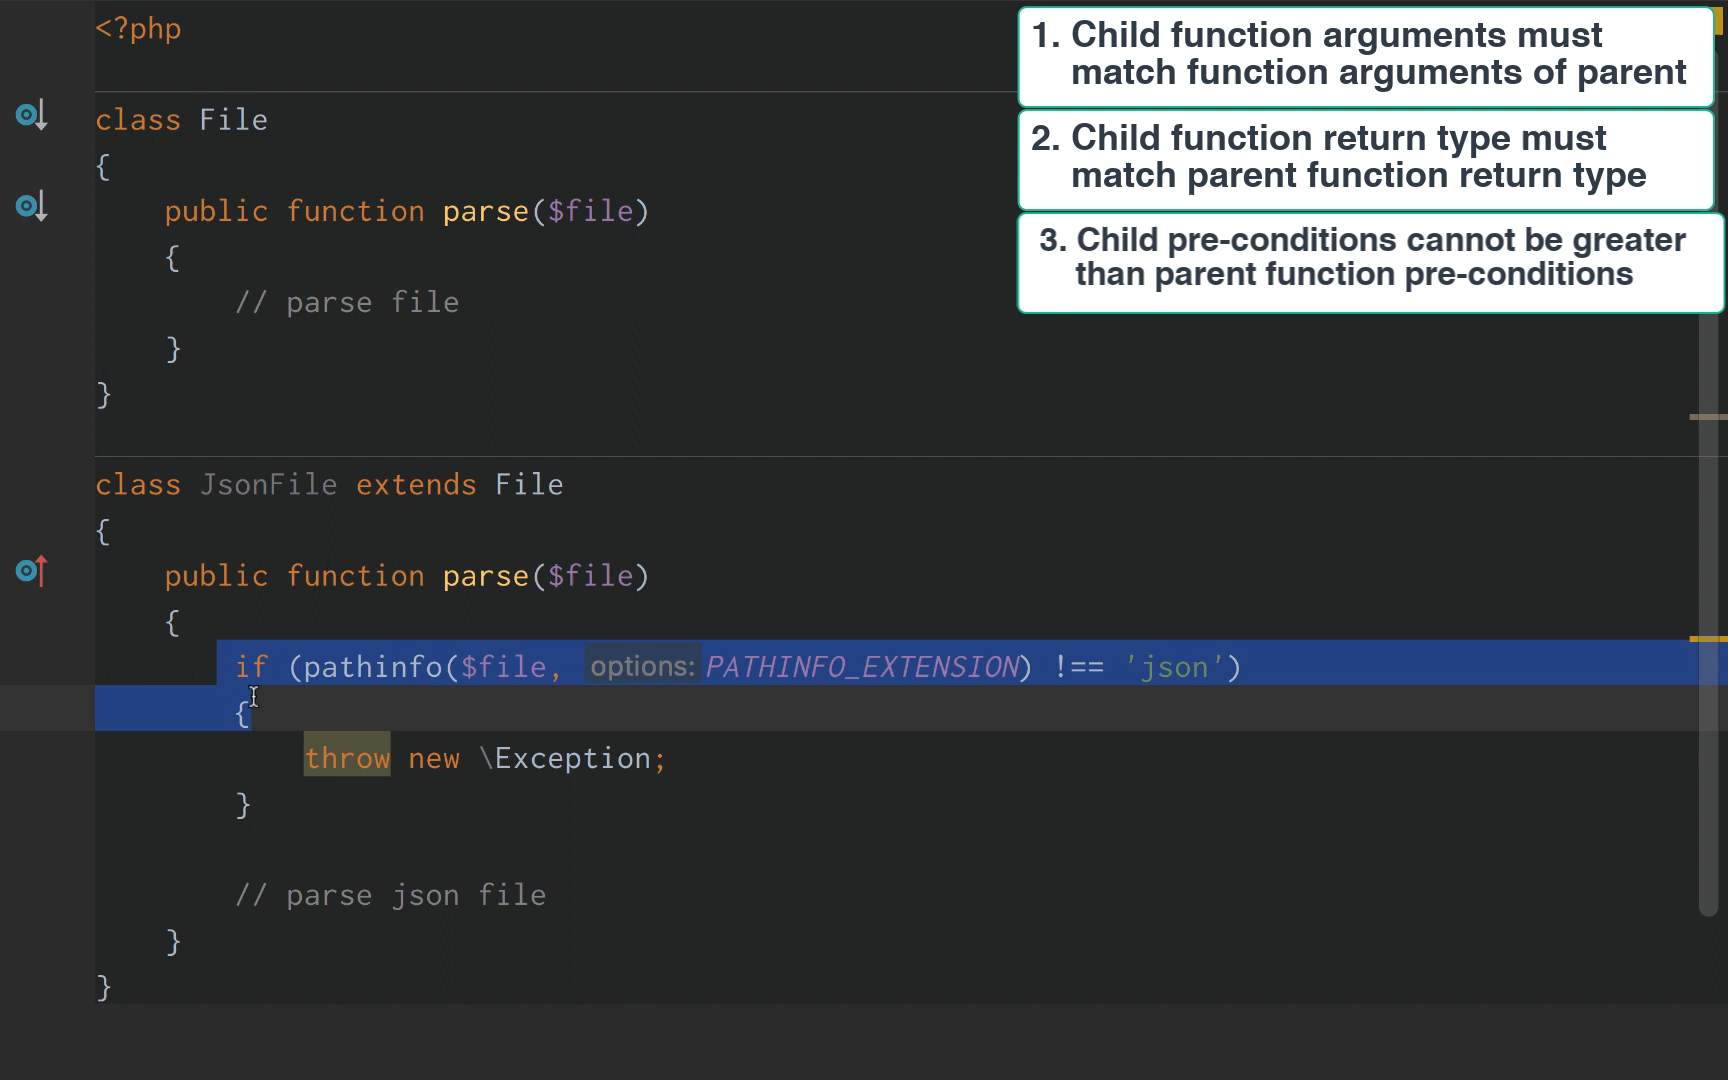 <?php
1. Child function arguments must
match function arguments of parent
2. Child function return type must
match parent function return type
3. Child pre-conditions cannot be greater
than parent function pre-conditions
class File
{
public function parse($file)
{
// parse file
}
}
class JsonFile extends File
{
public function parse($file)
{
if (pathinfo($file, options: PATHINFO_EXTENSION) !== 'json')
{
throw new \Exception;
}
// parse json file
}
}